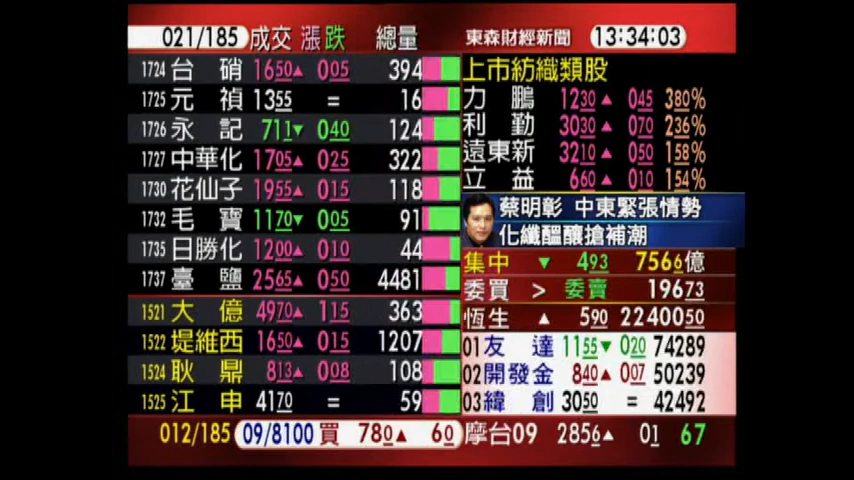 021/185 成交 漲跌 總量
1724 台硝 1650▲ 005 394
1725 元禎 1355 = 16
1726 永記 711▼ 040 124
1727 中華化 1705▲ 025 322
1730 花仙子 1955▲ 015 118
1732 毛寶 1170▼ 005 91
1735 日勝化 1200▲ 010 44
1737 臺鹽 2565▲ 050 4481
1521 大億 4970▲ 115 363
1522 堤維西 1650▲ 015 1207
1524 耿鼎 813▲ 008 108
1525 江申 4170 = 59
東森財經新聞 13:34:03
上市紡織類股
力鵬 1230 ▲ 045 380%
利勤 3030 ▲ 070 236%
遠東新 3210 ▲ 050 158%
立益 660 ▲ 010 154%
蔡明彰 中東緊張情勢
化纖醞釀搶補潮
集中 ▼ 493 7566億
委買 > 委賣 19673
恆生 ▲ 590 2240050
01 友達 1155▼ 020 74289
02 開發金 840▲ 007 50239
03 緯創 3050 = 42492
012/185 09/8100 買 780▲ 60 摩台09 2856▲ 01 67